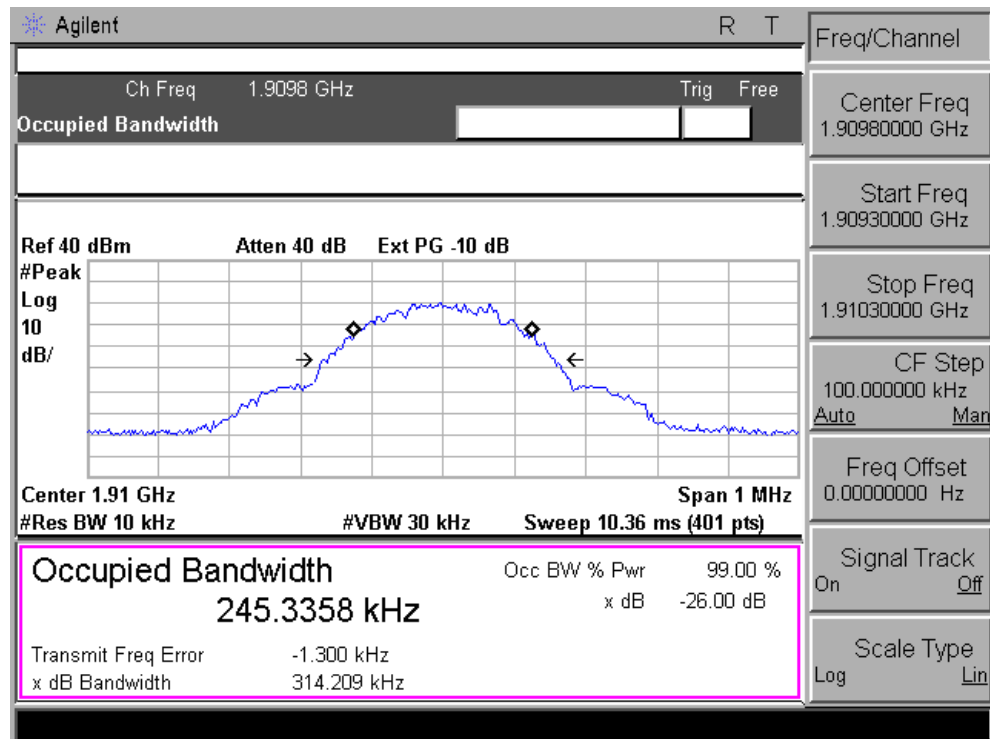 Agilent R T
Ch Freq 1.9098 GHz Trig Free
Occupied Bandwidth
Ref 40 dBm Atten 40 dB Ext PG -10 dB
#Peak
Log
10
dB/
Center 1.91 GHz Span 1 MHz
#Res BW 10 kHz #VBW 30 kHz Sweep 10.36 ms (401 pts)
Occupied Bandwidth
245.3358 kHz
Occ BW % Pwr 99.00 %
x dB -26.00 dB
Transmit Freq Error -1.300 kHz
x dB Bandwidth 314.209 kHz
Freq/Channel
Center Freq
1.90980000 GHz
Start Freq
1.90930000 GHz
Stop Freq
1.91030000 GHz
CF Step
100.000000 kHz
Auto Man
Freq Offset
0.00000000 Hz
Signal Track
On Off
Scale Type
Log Lin